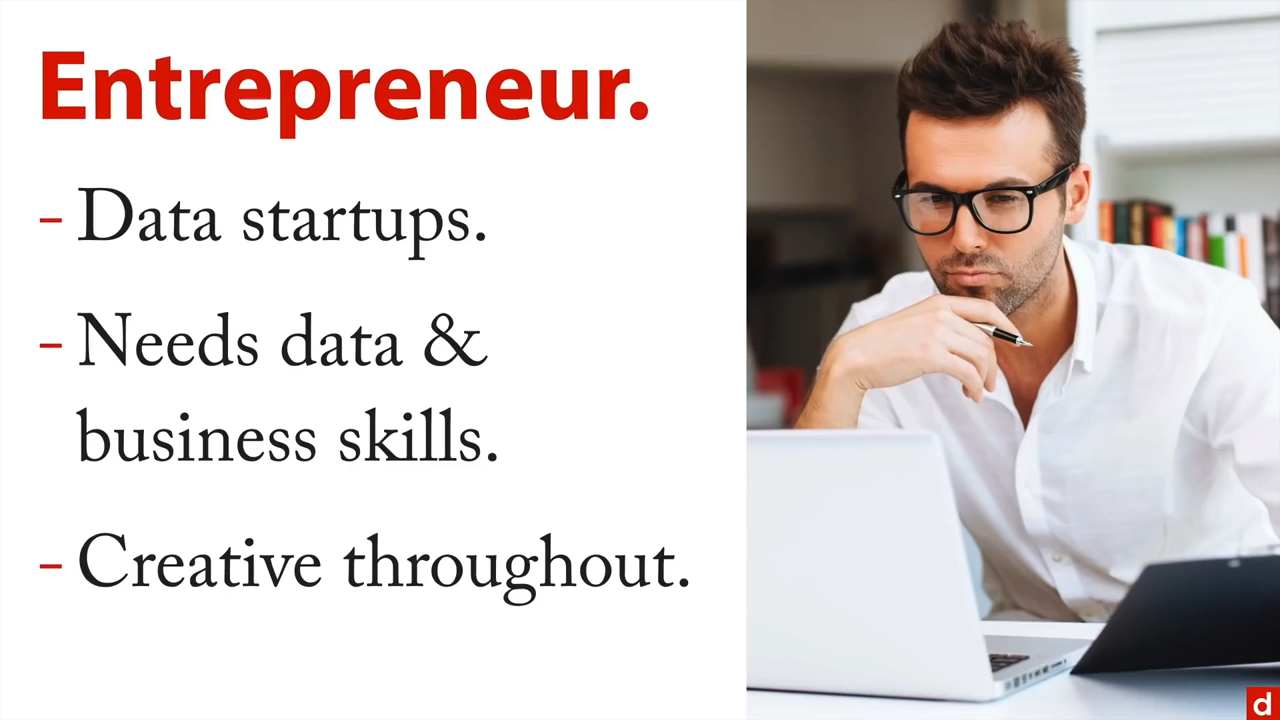 Entrepreneur.
- Data startups.
- Needs data &
business skills.
- Creative throughout.
d